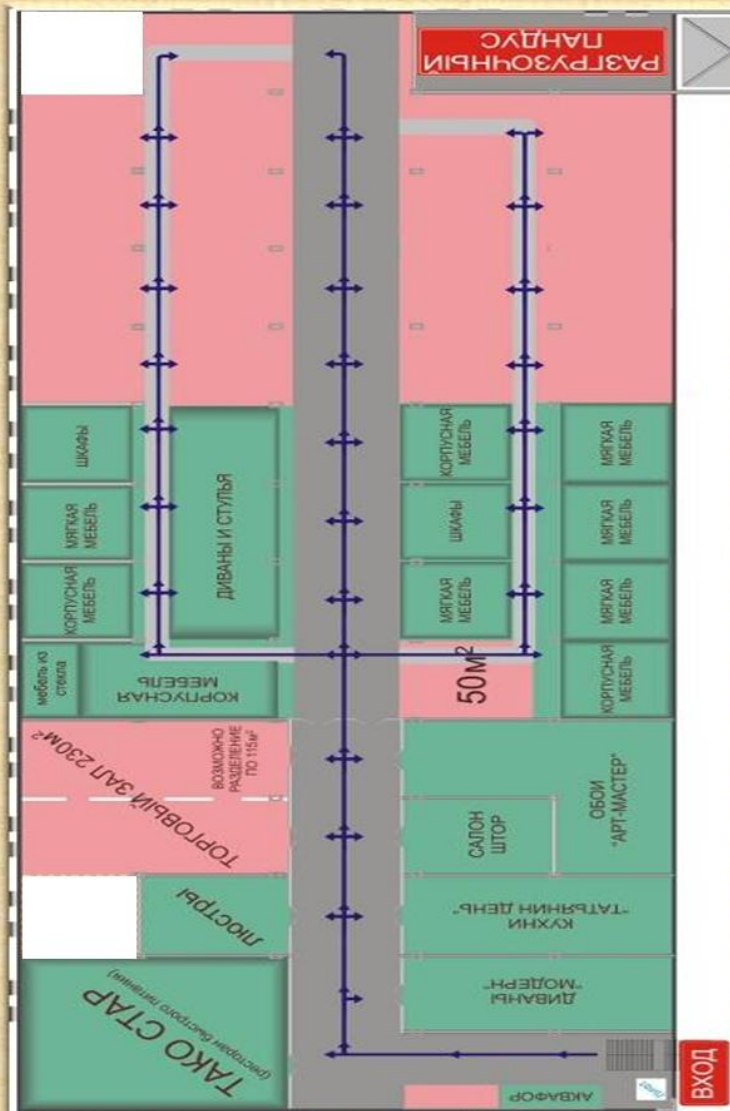 РАЗГРУЗОЧНЫЙ
ПАНДУС
ШКАФЫ
МЯГКАЯ
МЕБЕЛЬ
КОРПУСНАЯ
МЕБЕЛЬ
ДИВАНЫ И СТУЛЬЯ
мебель из
стекла
КОРПУСНАЯ
МЕБЕЛЬ
КОРПУСНАЯ
МЕБЕЛЬ
ШКАФЫ
МЯГКАЯ
МЕБЕЛЬ
50м²
МЯГКАЯ
МЕБЕЛЬ
МЯГКАЯ
МЕБЕЛЬ
МЯГКАЯ
МЕБЕЛЬ
КОРПУСНАЯ
МЕБЕЛЬ
ТОРГОВЫЙ ЗАЛ 230м²
ВОЗМОЖНО
РАЗДЕЛЕНИЕ
ПО 115м²
ОБОИ
"АРТ-МАСТЕР"
САЛОН
ШТОР
ЛЮСТРЫ
КУХНИ
"ТАТЬЯНИН ДЕНЬ"
ДИВАНЫ
"МОДЕРН"
ТАКО СТАР
(ресторан быстрого питания)
АКВАФОР
ВХОД